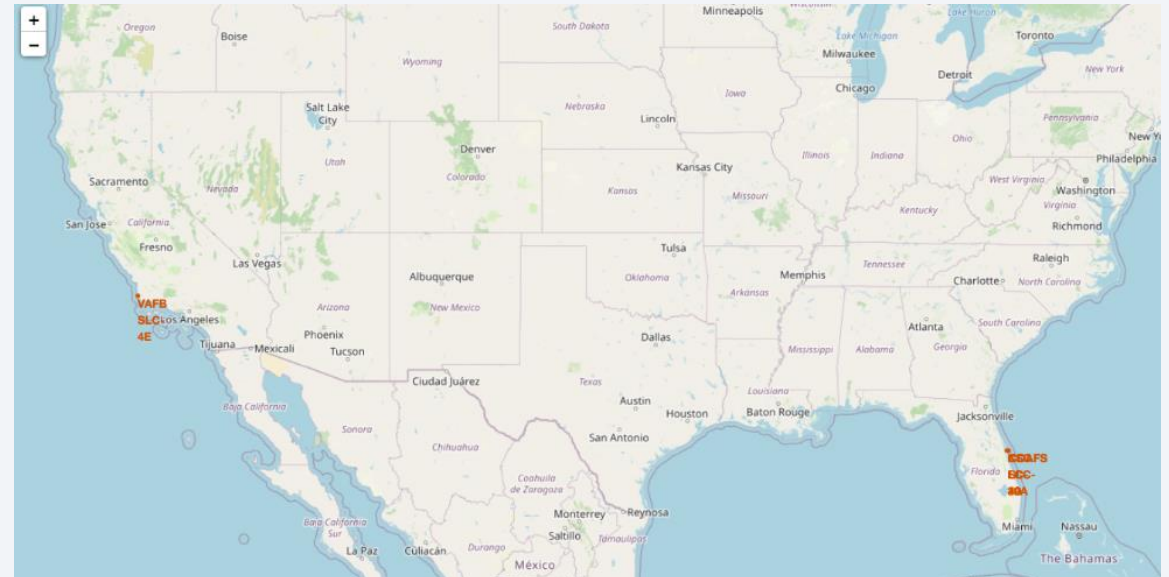 +
−
Oregon
Boise
South Dakota
Minneapolis
Lake Huron
Toronto
Wyoming
Lake Michigan
Milwaukee
Detroit
New York
Chicago
Salt Lake
City
Nebraska
Iowa
Lincoln
Pennsylvania
Denver
Illinois
Indiana
Ohio
Philadelphia
Utah
Colorado
Kansas City
Sacramento
Nevada
Kansas
Missouri
West Virginia
Washington
Virginia
Kentucky
Richmond
San Jose
California
Fresno
Las Vegas
Tulsa
Raleigh
Albuquerque
Oklahoma
Memphis
Tennessee
Charlotte
North Carolina
Arkansas
VAFB
SLC-
4E
Los Angeles
Arizona
New Mexico
Phoenix
Tucson
Tijuana
Mexicali
Dallas
Atlanta
South Carolina
Mississippi
Alabama
Georgia
Ciudad Juárez
Texas
Louisiana
Baja California
Austin
Houston
Baton Rouge
Jacksonville
Sonora
Chihuahua
San Antonio
Florida
Coahuila
de Zaragoza
Monterrey
Reynosa
Miami
Nassau
Baja California
Sur
Saltillo
Tamaulipas
La Paz
Culiacán
Durango
México
The Bahamas